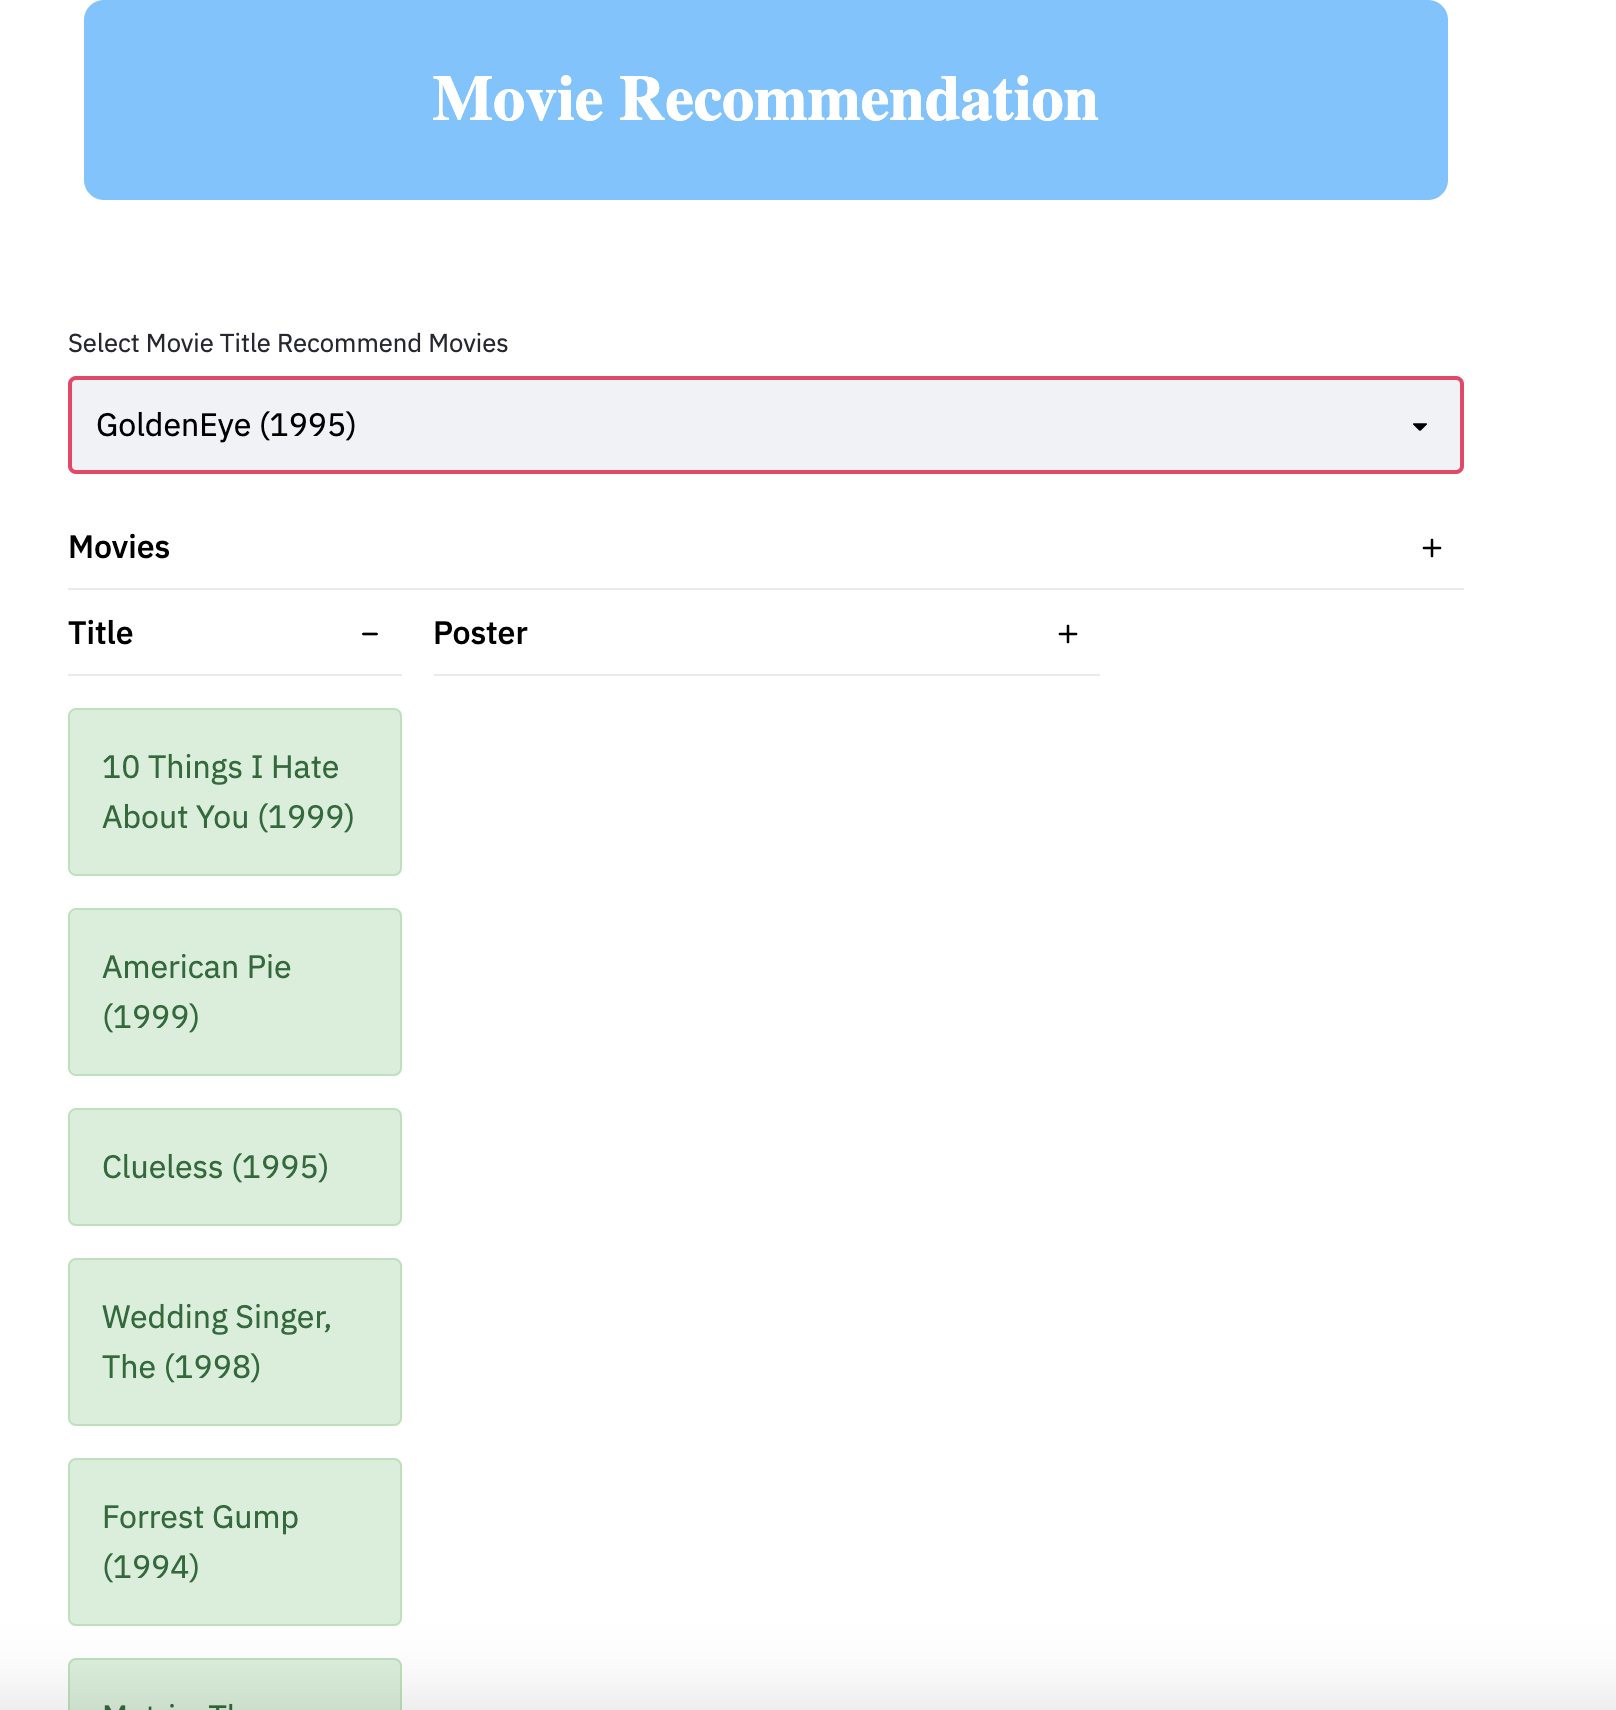 Movie Recommendation
Select Movie Title Recommend Movies
GoldenEye (1995)
Movies
Title
Poster
10 Things I Hate
About You (1999)
American Pie
(1999)
Clueless (1995)
Wedding Singer,
The (1998)
Forrest Gump
(1994)